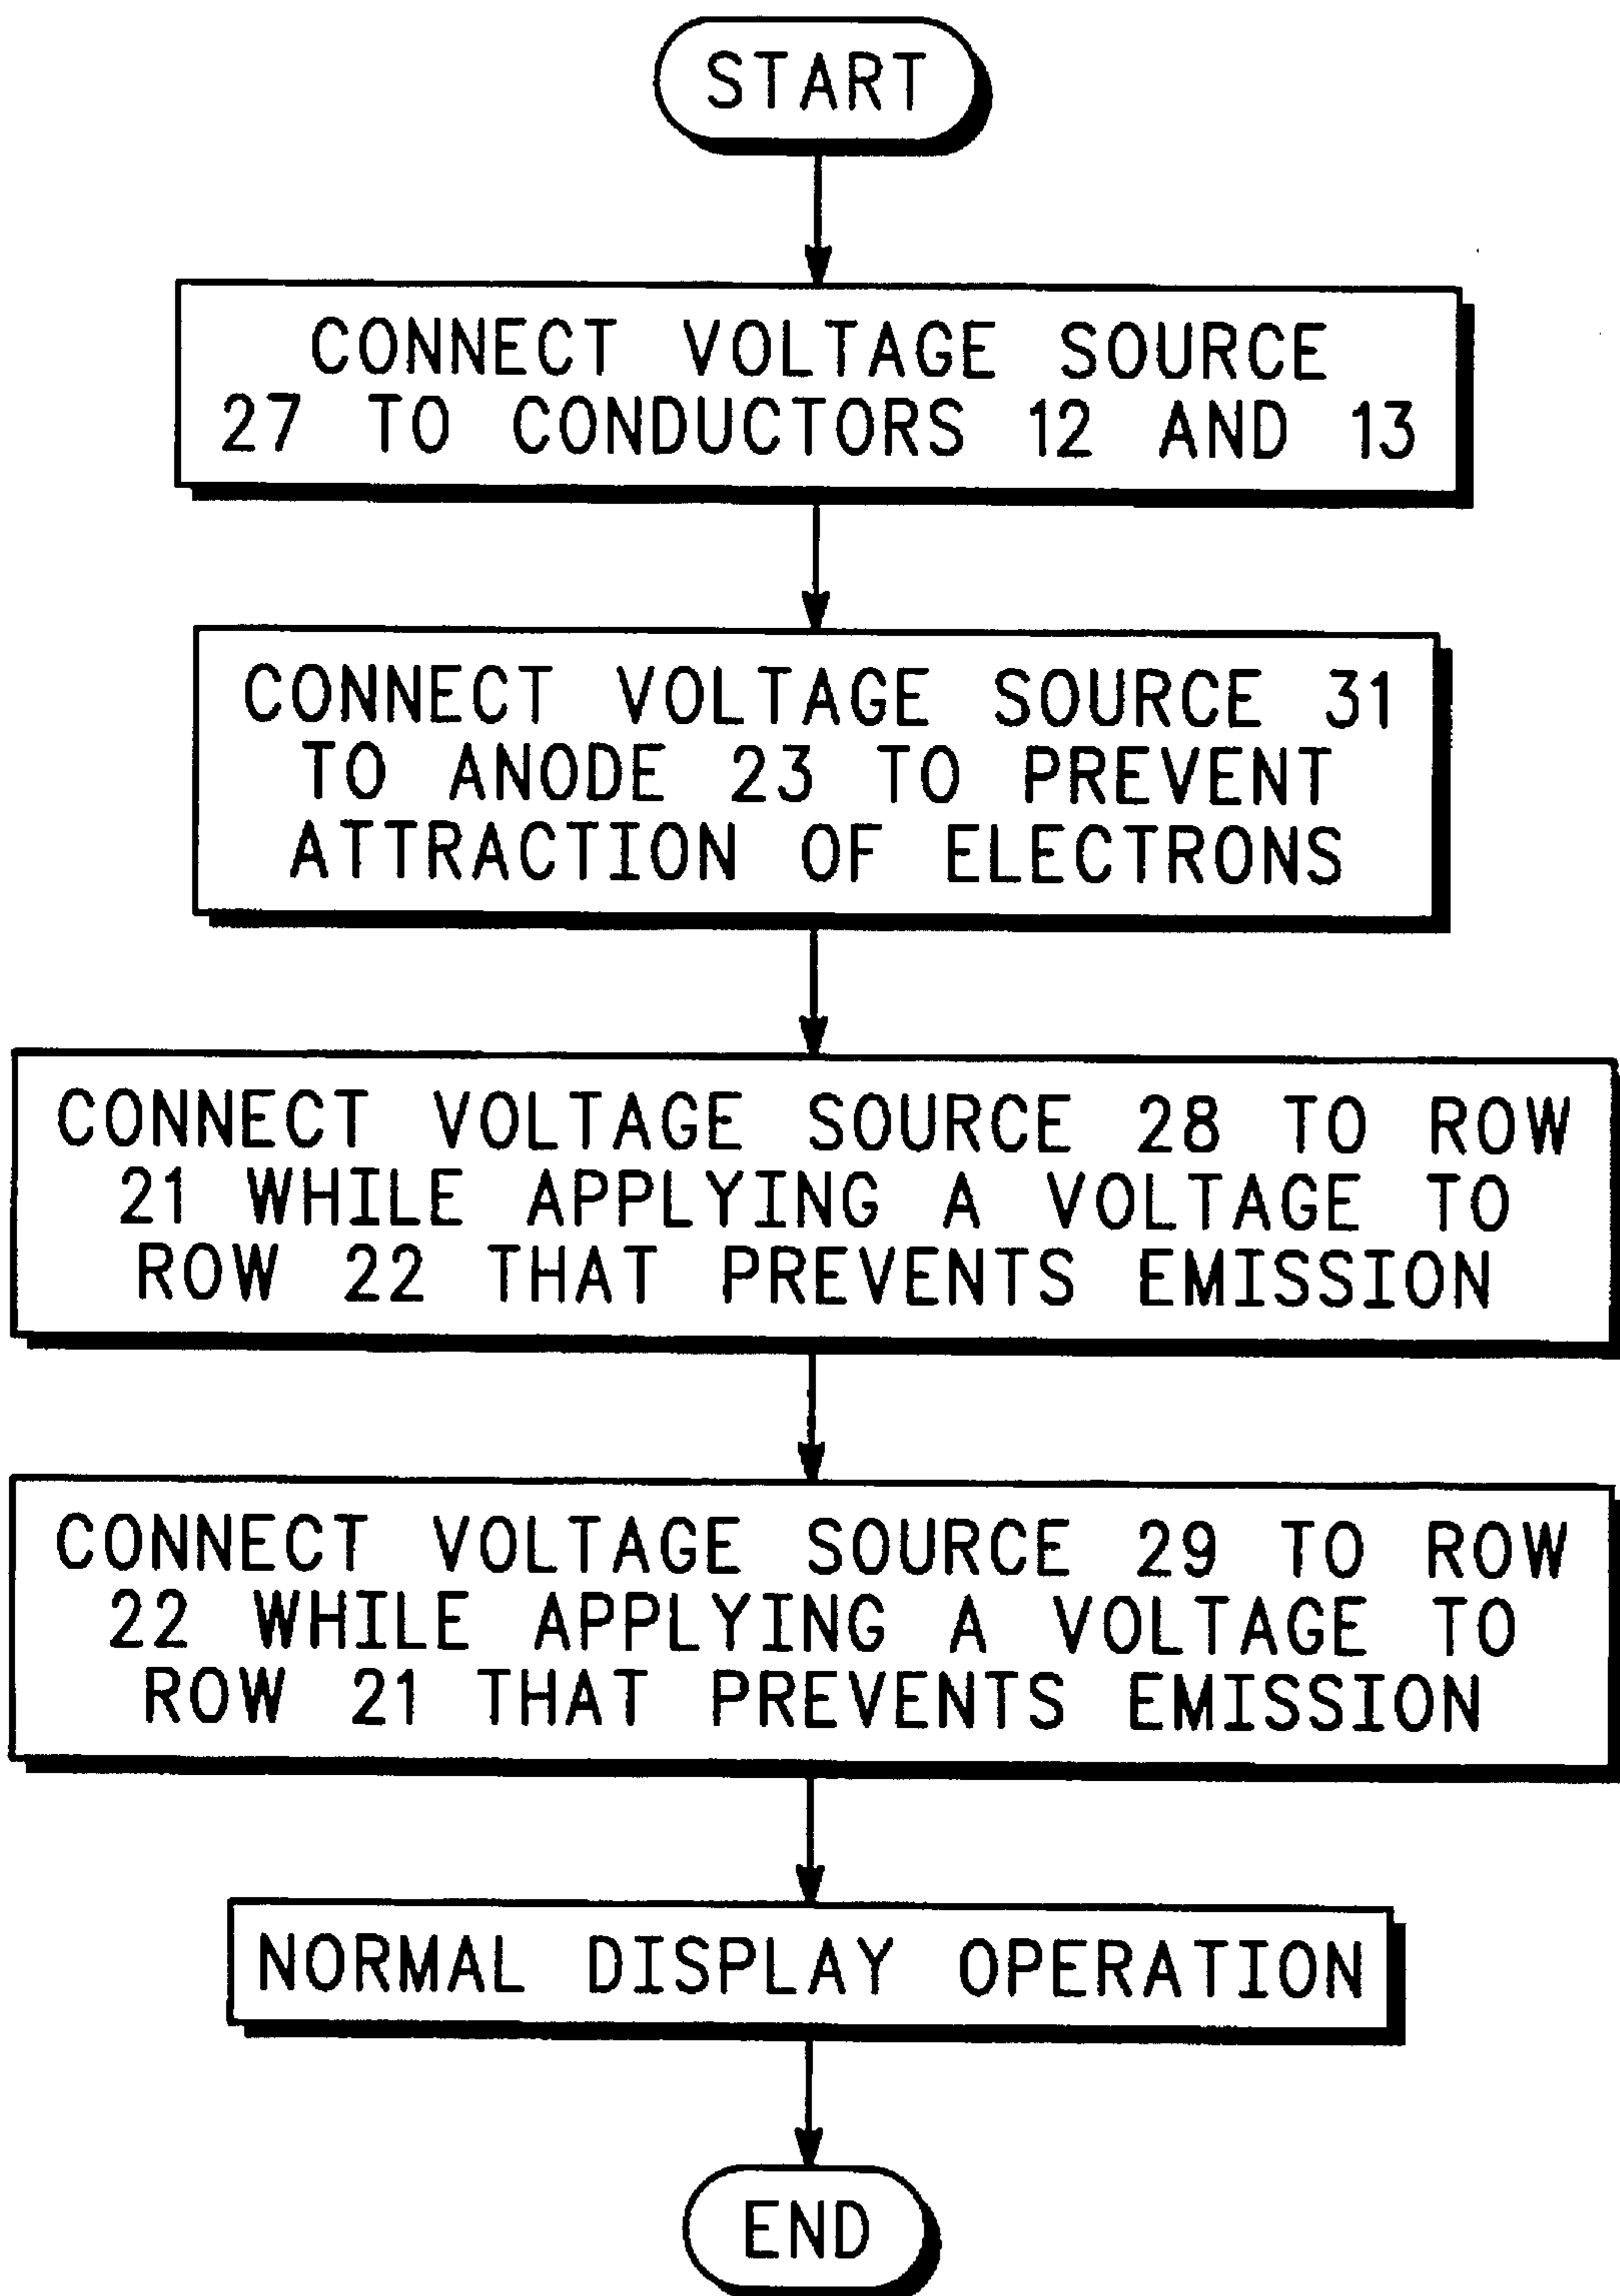 START
CONNECT VOLTAGE SOURCE
27 TO CONDUCTORS 12 AND 13
CONNECT VOLTAGE SOURCE 31
TO ANODE 23 TO PREVENT
ATTRACTION OF ELECTRONS
CONNECT VOLTAGE SOURCE 28 TO ROW
21 WHILE APPLYING A VOLTAGE TO
ROW 22 THAT PREVENTS EMISSION
CONNECT VOLTAGE SOURCE 29 TO ROW
22 WHILE APPLYING A VOLTAGE TO
ROW 21 THAT PREVENTS EMISSION
NORMAL DISPLAY OPERATION
END